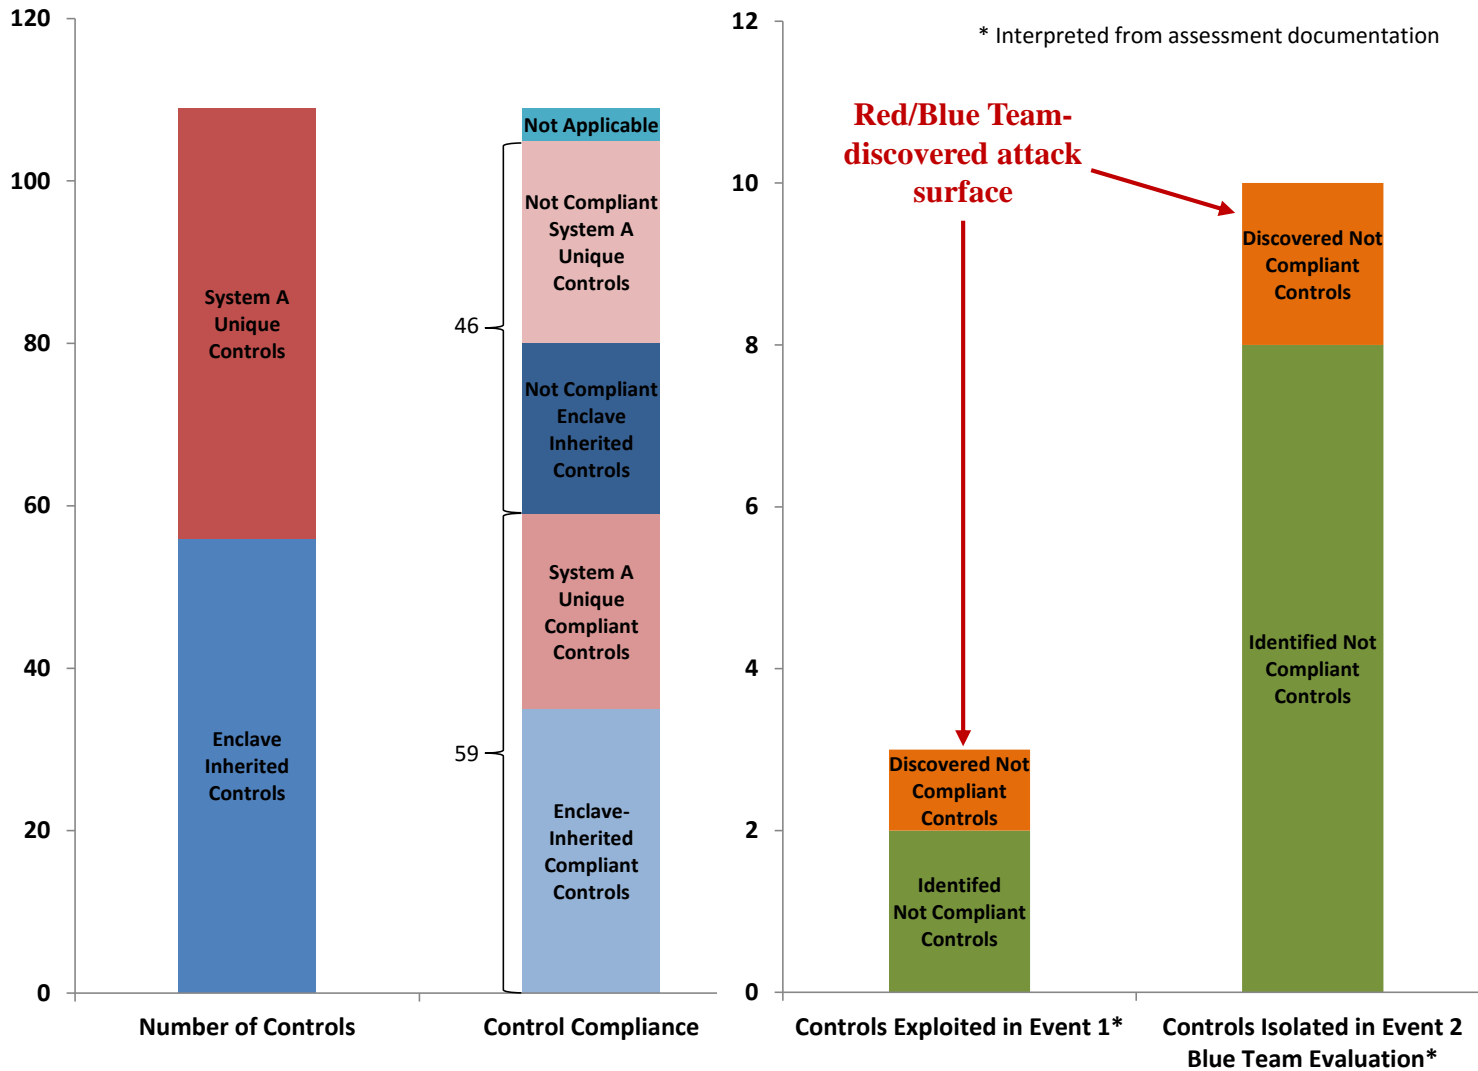 120
100
80
60
40
20
0
System A
Unique
Controls
Enclave
Inherited
Controls
Number of Controls
Not Applicable
Not Compliant
System A
Unique
Controls
46
Not Compliant
Enclave
Inherited
Controls
System A
Unique
Compliant
Controls
59
Enclave-
Inherited
Compliant
Controls
Control Compliance
12
10
8
6
4
2
0
* Interpreted from assessment documentation
Red/Blue Team-
discovered attack
surface
Discovered Not
Compliant
Controls
Identifed
Not Compliant
Controls
Controls Exploited in Event 1*
Discovered Not
Compliant
Controls
Identified Not
Compliant
Controls
Controls Isolated in Event 2
Blue Team Evaluation*